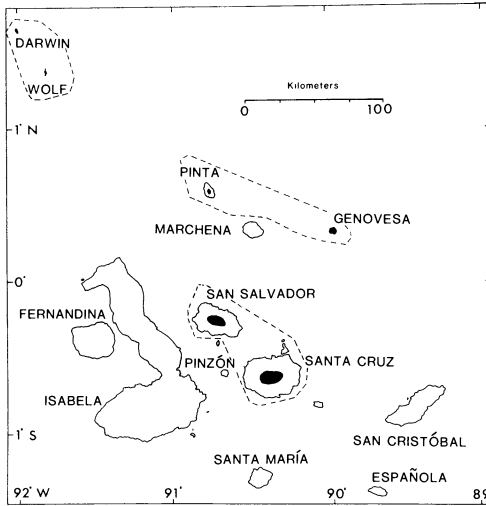 DARWIN
WOLF
Kilometers
0 100
1° N
PINTA
GENOVESA
MARCHENA
0°
SAN SALVADOR
FERNANDINA
PINZÓN
SANTA CRUZ
ISABELA
1° S
SAN CRISTÓBAL
SANTA MARÍA
ESPAÑOLA
92° W 91° 90° 89